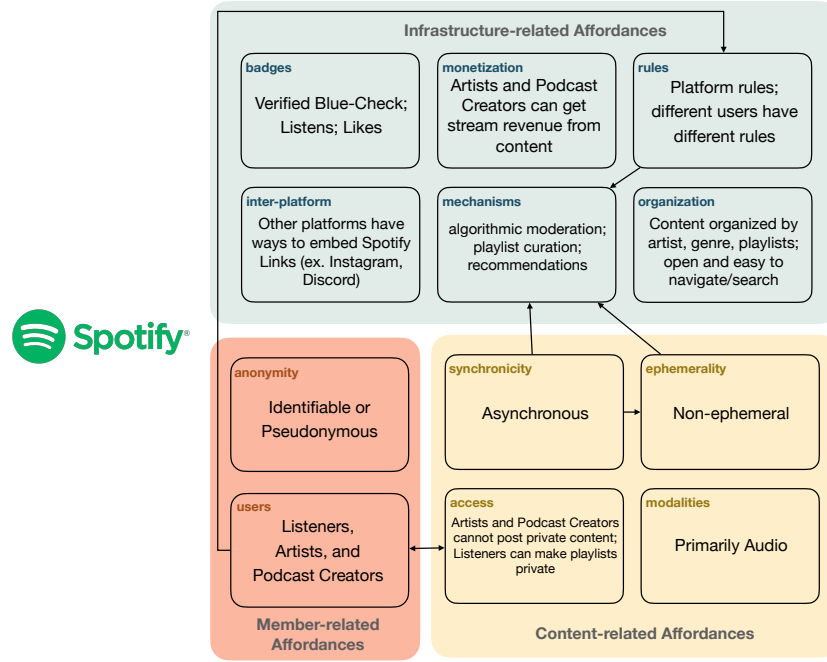 Infrastructure-related Affordances
badges
Verified Blue-Check;
Listens; Likes
monetization
Artists and Podcast
Creators can get
stream revenue from
content
rules
Platform rules;
different users have
different rules
inter-platform
Other platforms have
ways to embed Spotify
Links (ex. Instagram,
Discord)
mechanisms
algorithmic moderation;
playlist curation;
recommendations
organization
Content organized by
artist, genre, playlists;
open and easy to
navigate/search
Spotify®
anonymity
Identifiable or
Pseudonymous
users
Listeners,
Artists, and
Podcast Creators
Member-related
Affordances
synchronicity
Asynchronous
ephemerality
Non-ephemeral
access
Artists and Podcast Creators
cannot post private content;
Listeners can make playlists
private
modalities
Primarily Audio
Content-related Affordances